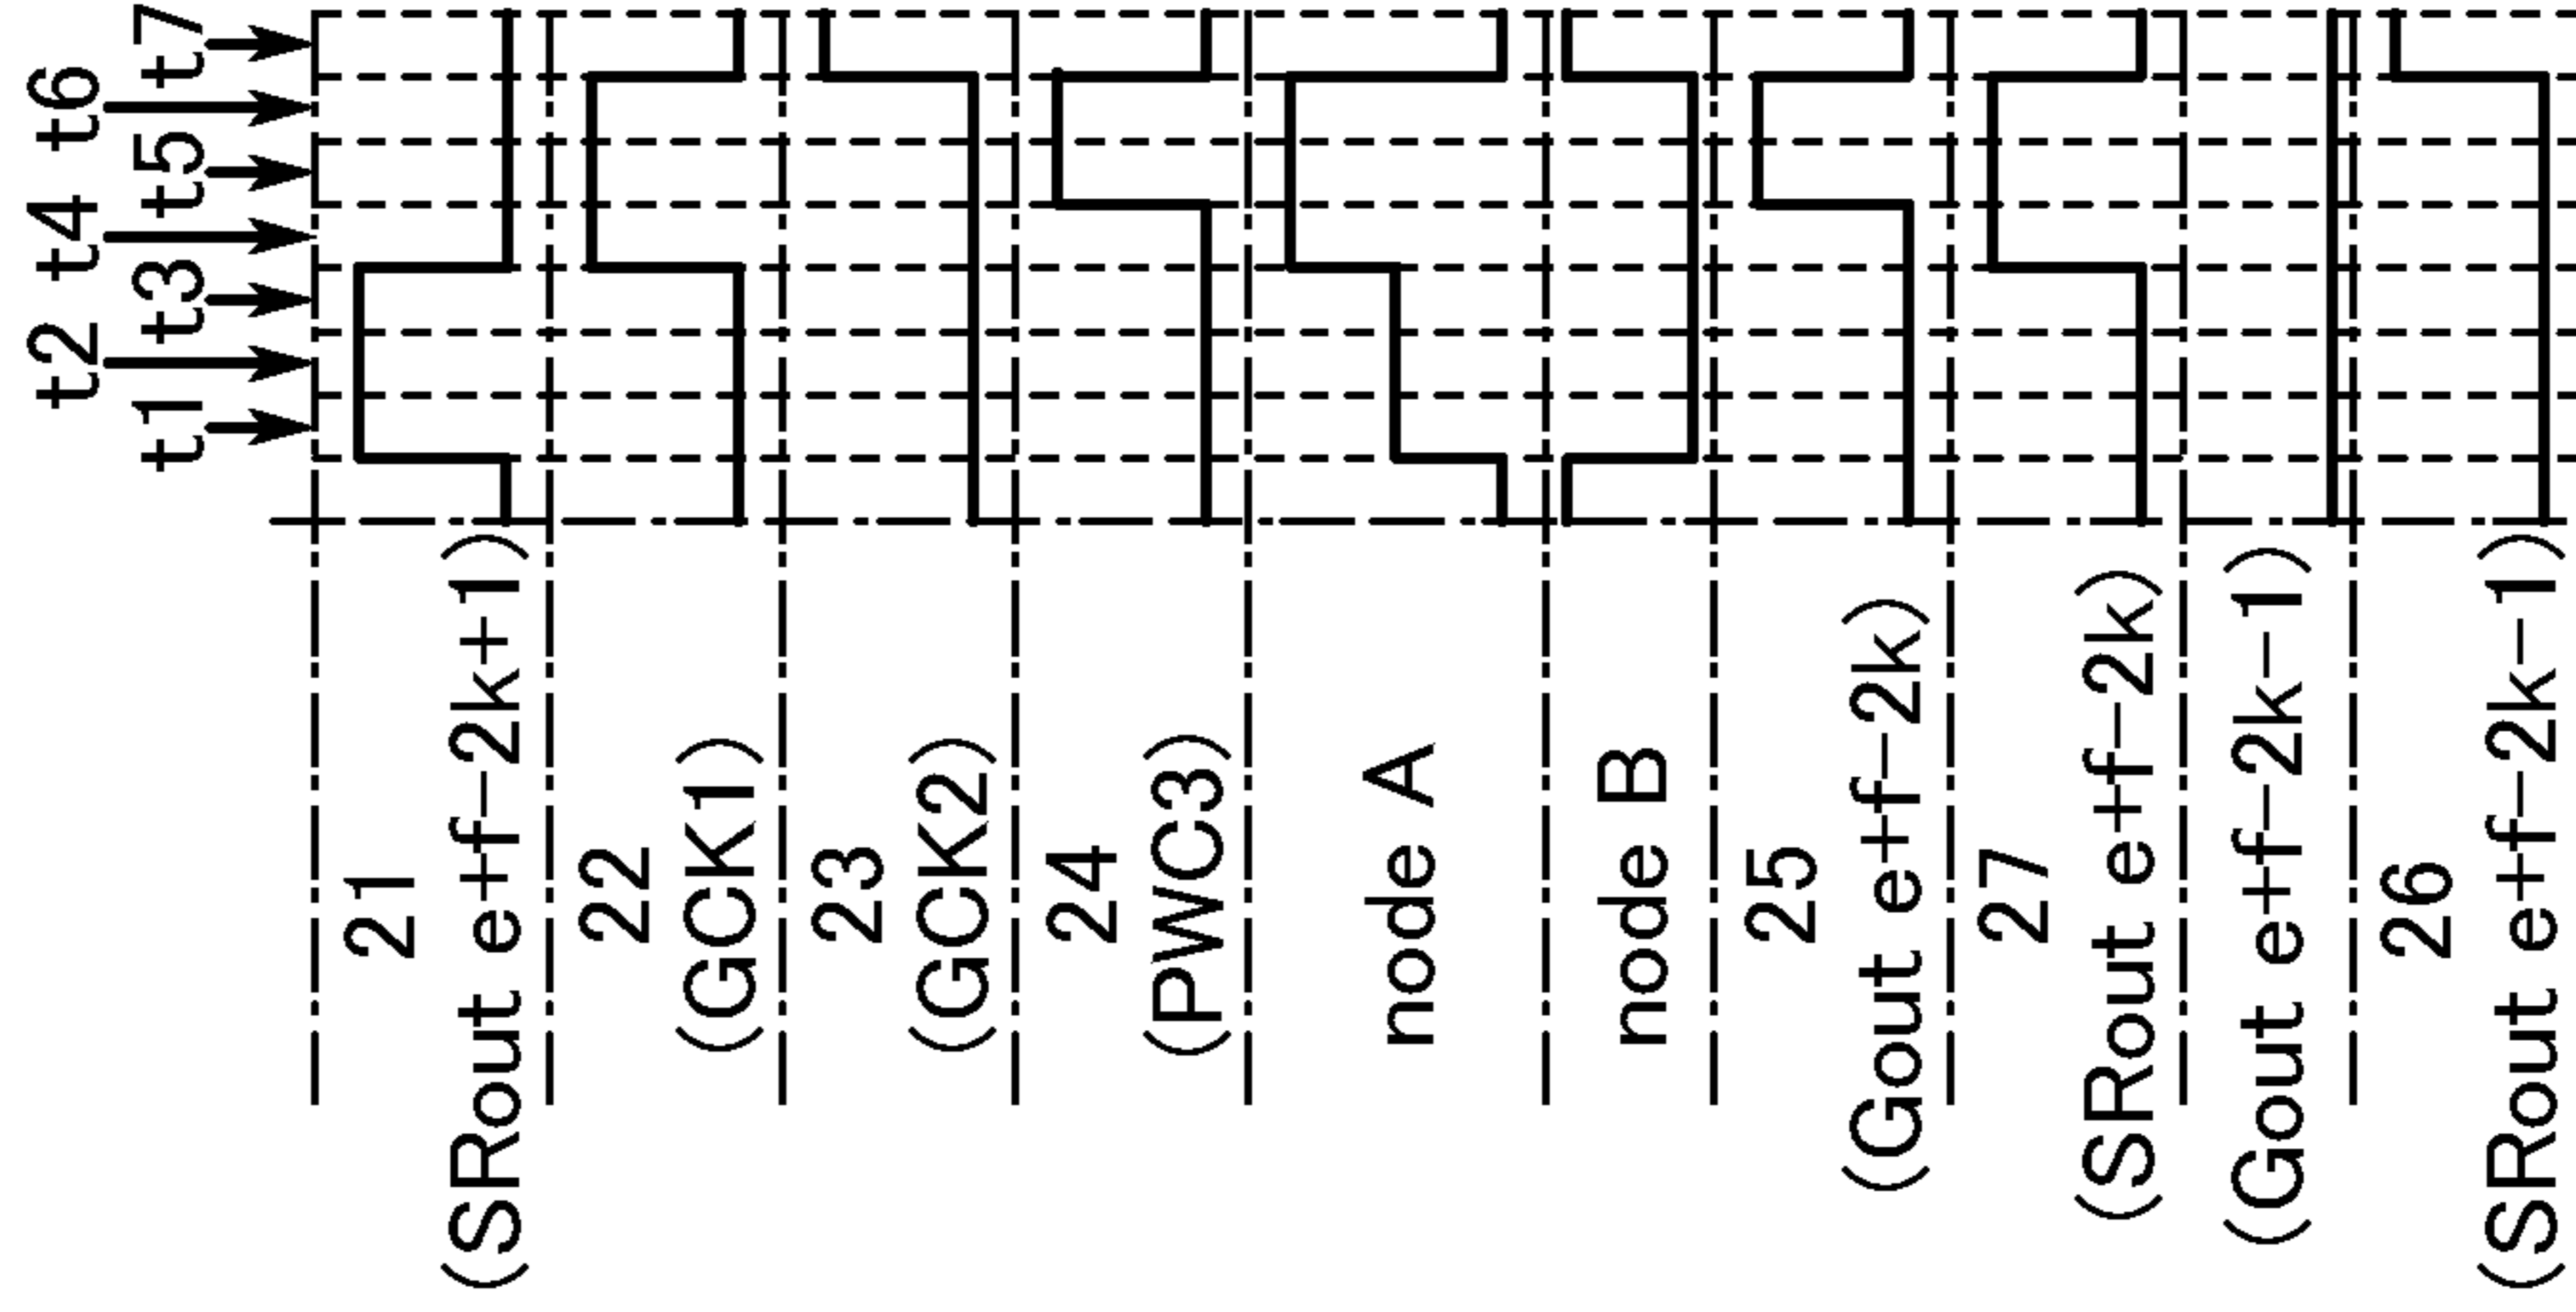 t1 t2 t3 t4 t5 t6 t7
21
(SRout e+f-2k+1)
22
(GCK1)
23
(GCK2)
24
(PWC3)
node A
node B
25
(Gout e+f-2k)
27
(SRout e+f-2k)
(Gout e+f-2k-1)
26
(SRout e+f-2k-1)